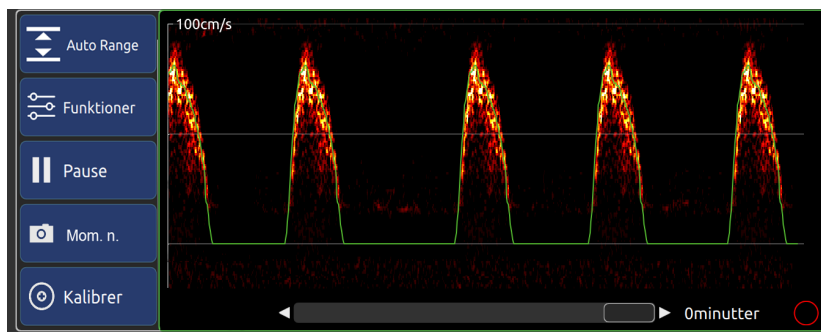 Auto Range
Funktioner
Pause
Mom. n.
Kalibrer
100cm/s
0minutter